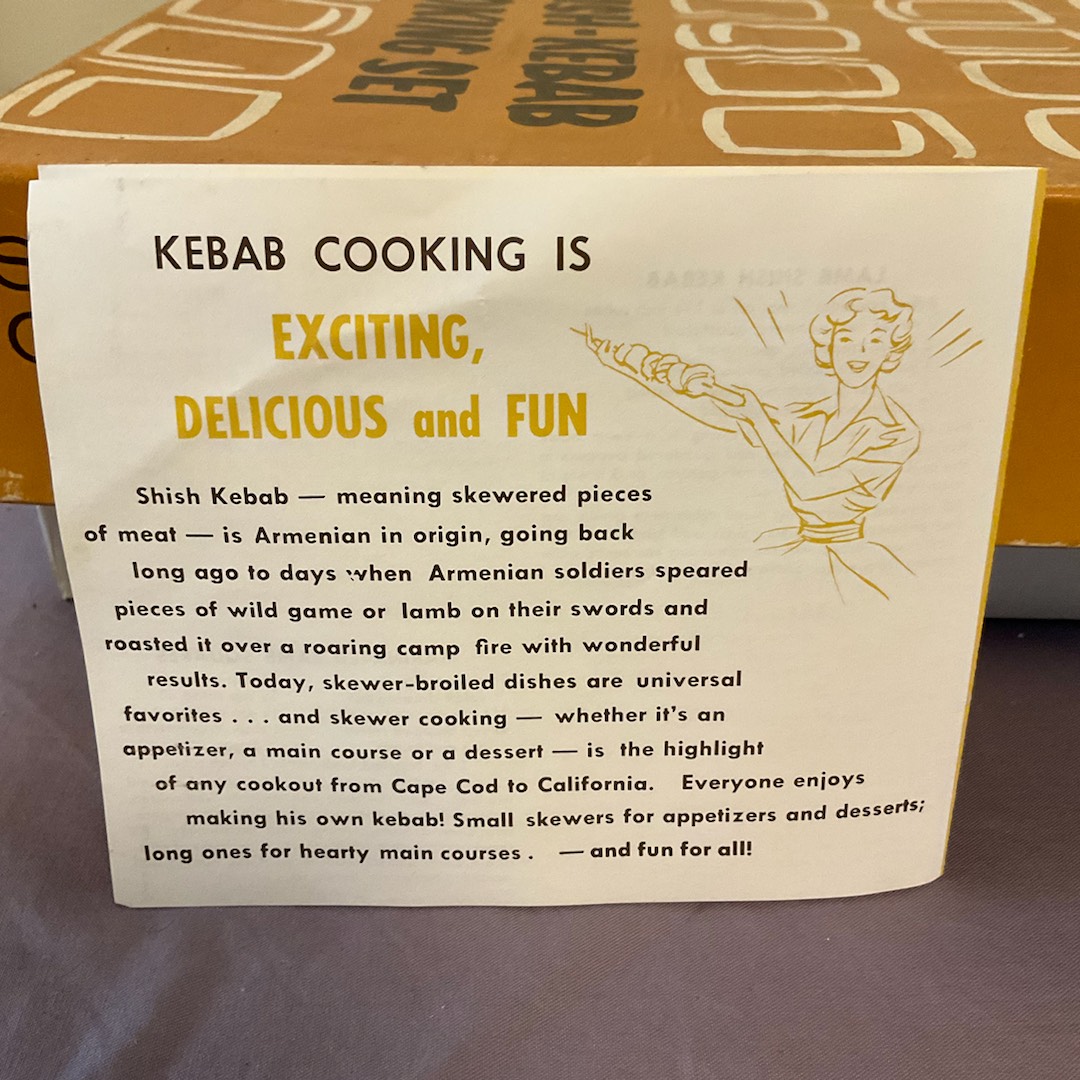 KEBAB
KING SET
KEBAB COOKING IS
EXCITING,
DELICIOUS and FUN
Shish Kebab — meaning skewered pieces
of meat — is Armenian in origin, going back
long ago to days when Armenian soldiers speared
pieces of wild game or lamb on their swords and
roasted it over a roaring camp fire with wonderful
results. Today, skewer-broiled dishes are universal
favorites . . . and skewer cooking — whether it's an
appetizer, a main course or a dessert — is the highlight
of any cookout from Cape Cod to California. Everyone enjoys
making his own kebab! Small skewers for appetizers and desserts;
long ones for hearty main courses . — and fun for all!